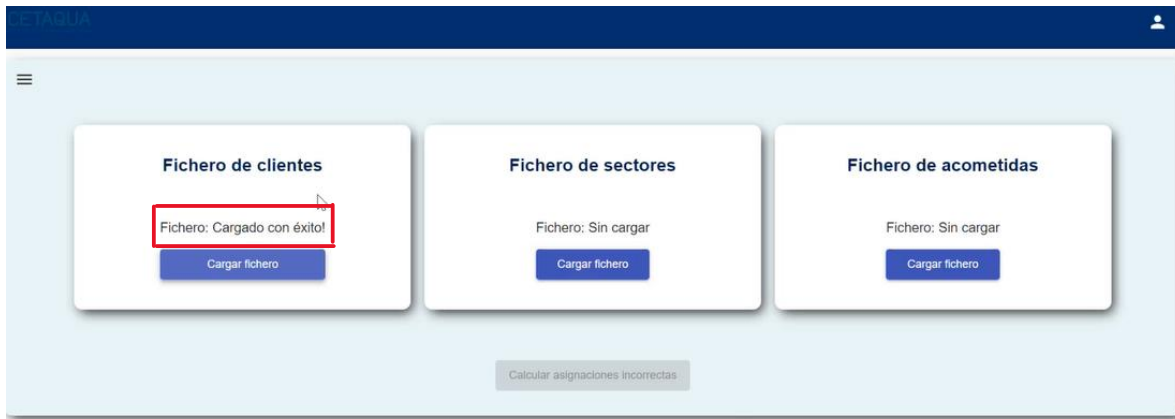 CETAQUA
Fichero de clientes
Fichero: Cargado con éxito!
Cargar fichero
Fichero de sectores
Fichero: Sin cargar
Cargar fichero
Fichero de acometidas
Fichero: Sin cargar
Cargar fichero
Calcular asignaciones incorrectas